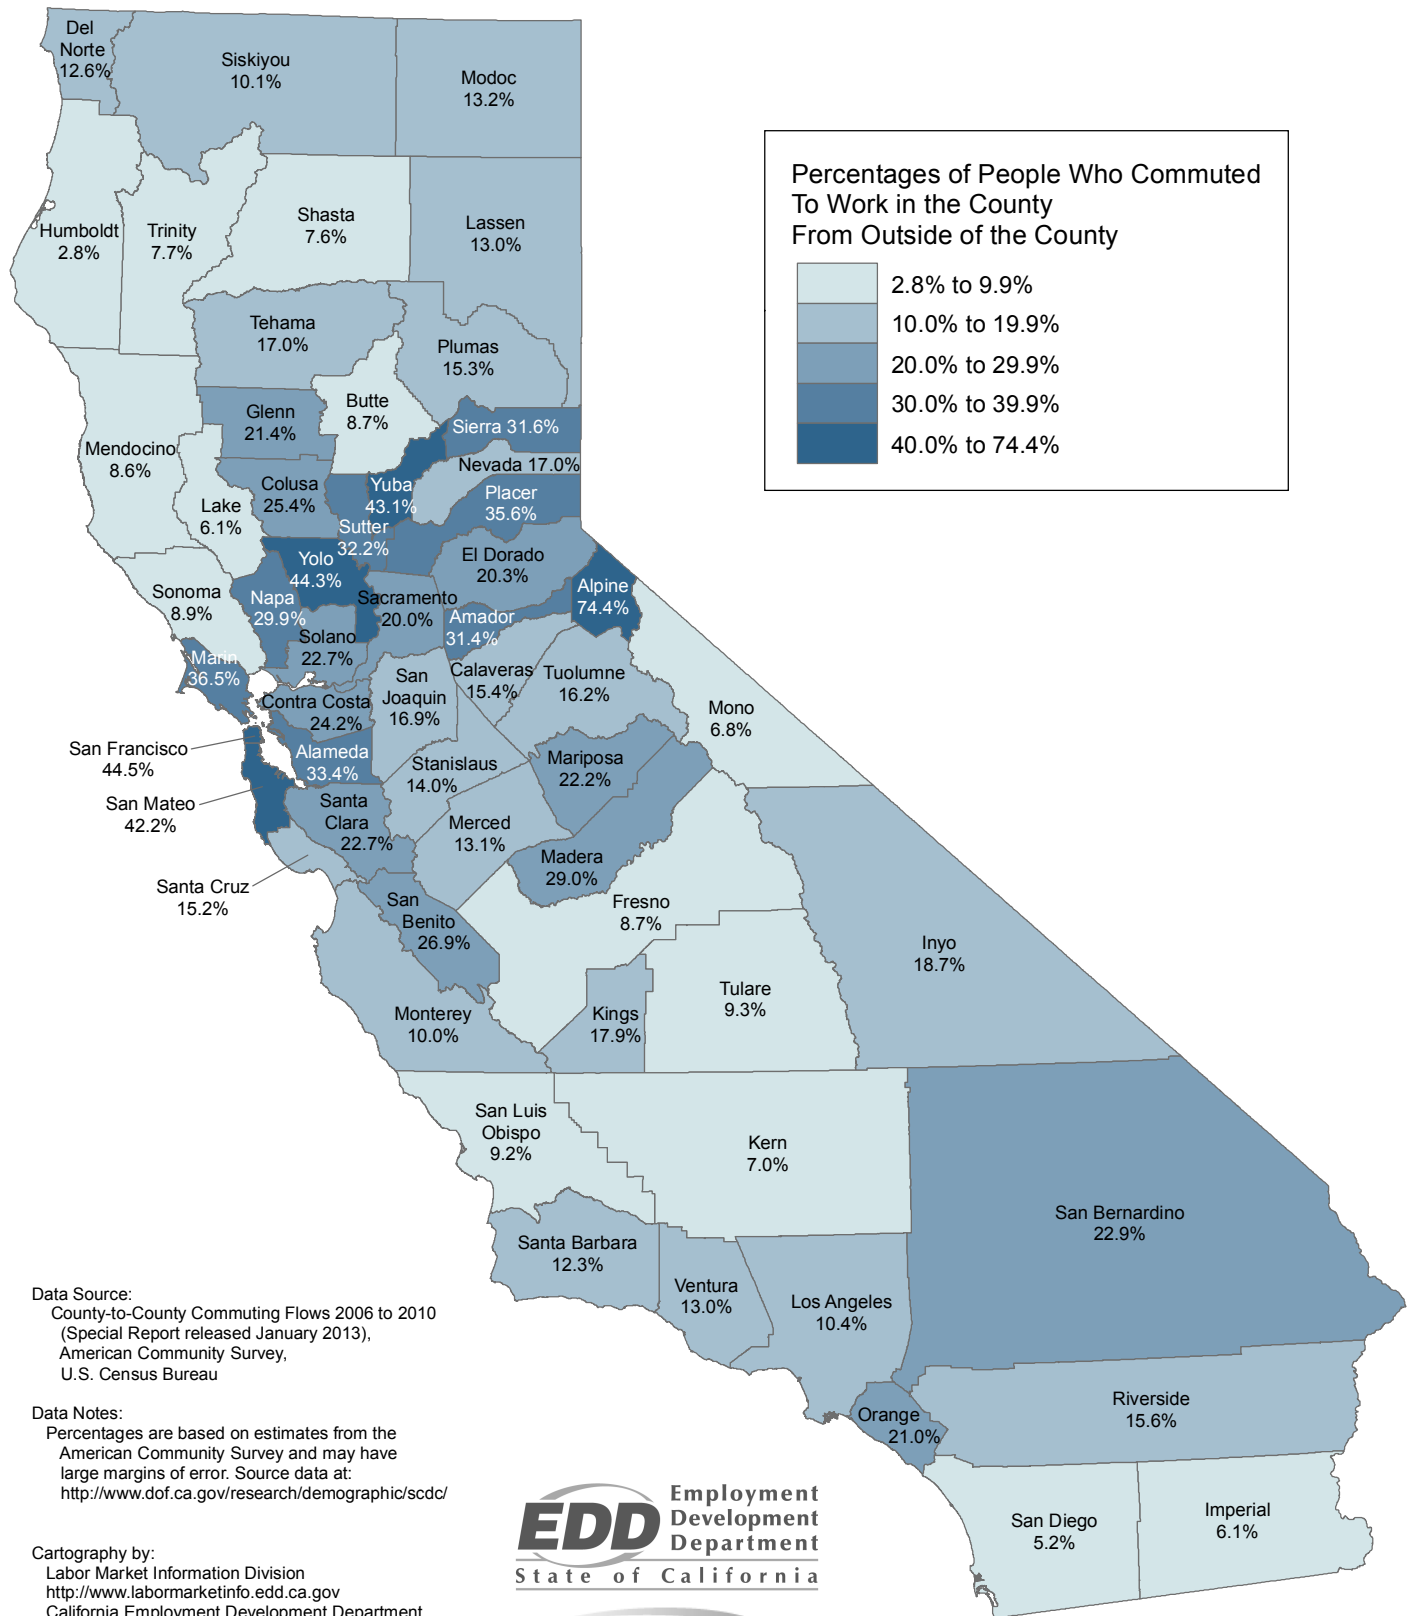 Del
Norte
12.6%
Siskiyou
10.1%
Modoc
13.2%
Percentages of People Who Commuted
To Work in the County
From Outside of the County
2.8% to 9.9%
10.0% to 19.9%
20.0% to 29.9%
30.0% to 39.9%
40.0% to 74.4%
Humboldt
2.8%
Trinity
7.7%
Shasta
7.6%
Lassen
13.0%
Tehama
17.0%
Plumas
15.3%
Glenn
21.4%
Butte
8.7%
Sierra 31.6%
Mendocino
8.6%
Nevada 17.0%
Colusa
25.4%
Yuba
43.1%
Placer
35.6%
Lake
6.1%
Sutter
32.2%
Yolo
44.3%
El Dorado
20.3%
Alpine
74.4%
Sonoma
8.9%
Napa
29.9%
Sacramento
20.0%
Amador
31.4%
Solano
22.7%
Marin
36.5%
Calaveras
15.4%
Tuolumne
16.2%
San
Joaquin
16.9%
Contra Costa
24.2%
Mono
6.8%
San Francisco
44.5%
Alameda
33.4%
Stanislaus
14.0%
Mariposa
22.2%
San Mateo
42.2%
Santa
Clara
22.7%
Merced
13.1%
Madera
29.0%
Santa Cruz
15.2%
San
Benito
26.9%
Fresno
8.7%
Inyo
18.7%
Tulare
9.3%
Monterey
10.0%
Kings
17.9%
San Luis
Obispo
9.2%
Kern
7.0%
San Bernardino
22.9%
Santa Barbara
12.3%
Ventura
13.0%
Los Angeles
10.4%
Riverside
15.6%
Orange
21.0%
San Diego
5.2%
Imperial
6.1%
Data Source:
County-to-County Commuting Flows 2006 to 2010
(Special Report released January 2013),
American Community Survey,
U.S. Census Bureau
Data Notes:
Percentages are based on estimates from the
American Community Survey and may have
large margins of error. Source data at:
http://www.dof.ca.gov/research/demographic/scdc/
Cartography by:
Labor Market Information Division
http://www.labormarketinfo.edd.ca.gov
California Employment Development Department
EDD
Employment
Development
Department
State of California